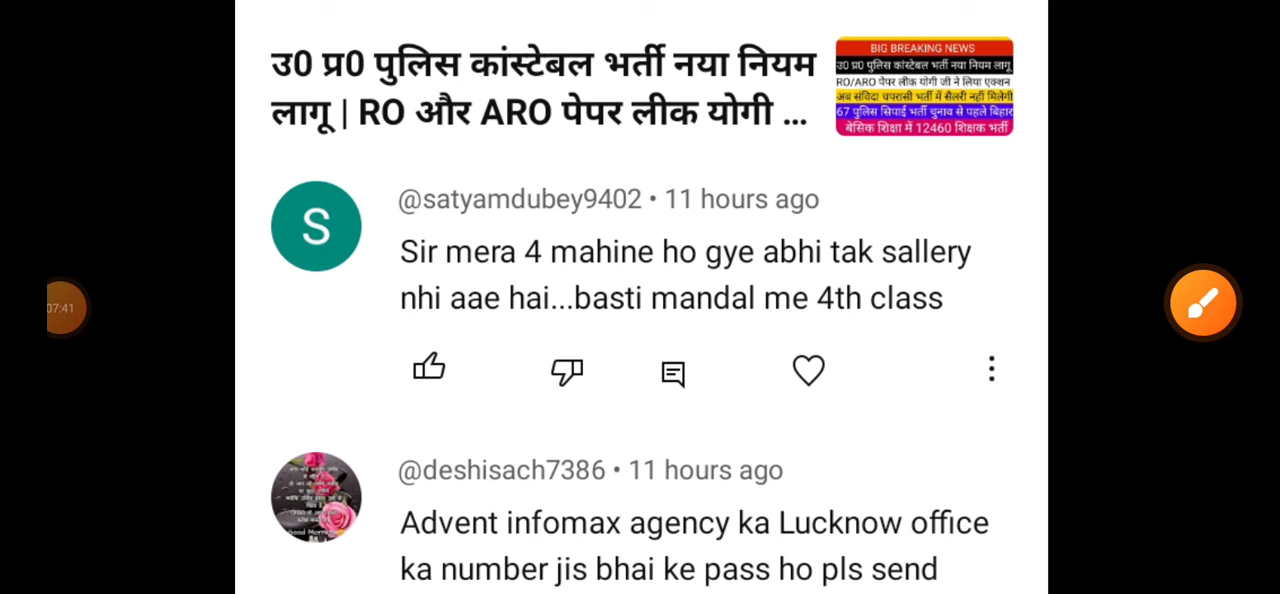 उ0 प्र0 पुलिस कांस्टेबल भर्ती नया नियम
लागू | RO और ARO पेपर लीक योगी ...
BIG BREAKING NEWS
उ0 प्र0 पुलिस कांस्टेबल भर्ती नया नियम लागू
RO/ARO पेपर लीक योगी जी ने लिया एक्शन
अब संविदा चपरासी भर्ती में सैलरी नहीं मिलेगी
67 पुलिस सिपाई भर्ती चुनाव से पहले बिहार
बेसिक शिक्षा में 12460 शिक्षक भर्ती
S
@satyamdubey9402 • 11 hours ago
Sir mera 4 mahine ho gye abhi tak sallery
nhi aae hai...basti mandal me 4th class
07:41
@deshisach7386 • 11 hours ago
Advent infomax agency ka Lucknow office
ka number jis bhai ke pass ho pls send